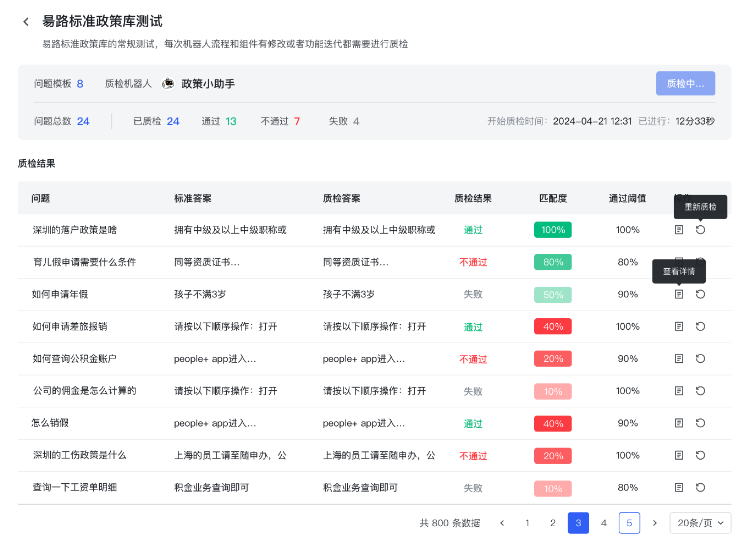 易路标准政策库测试
易路标准政策库的常规测试，每次机器人流程和组件有修改或者功能迭代都需要进行质检
问题模板 8 质检机器人 政策小助手 质检中...
问题总数 24 已质检 24 通过 13 不通过 7 失败 4 开始质检时间：2024-04-21 12:31 已进行：12分33秒
质检结果
问题 标准答案 质检答案 质检结果 匹配度 通过阈值
重新质检
深圳的落户政策是啥 拥有中级及以上中级职称或 拥有中级及以上中级职称或 通过 100% 100%
育儿假申请需要什么条件 同等资质证书... 同等资质证书... 不通过 80% 80%
查看详情
如何申请年假 孩子不满3岁 孩子不满3岁 失败 50% 90%
如何申请差旅报销 请按以下顺序操作：打开 请按以下顺序操作：打开 通过 40% 100%
如何查询公积金账户 people+ app进入... people+ app进入... 不通过 20% 90%
公司的佣金是怎么计算的 请按以下顺序操作：打开 请按以下顺序操作：打开 失败 10% 100%
怎么销假 people+ app进入... people+ app进入... 通过 40% 90%
深圳的工伤政策是什么 上海的员工请至随申办，公 上海的员工请至随申办，公 不通过 20% 100%
查询一下工资单明细 积金业务查询即可 积金业务查询即可 失败 10% 80%
共 800 条数据 1 2 3 4 5 20条/页